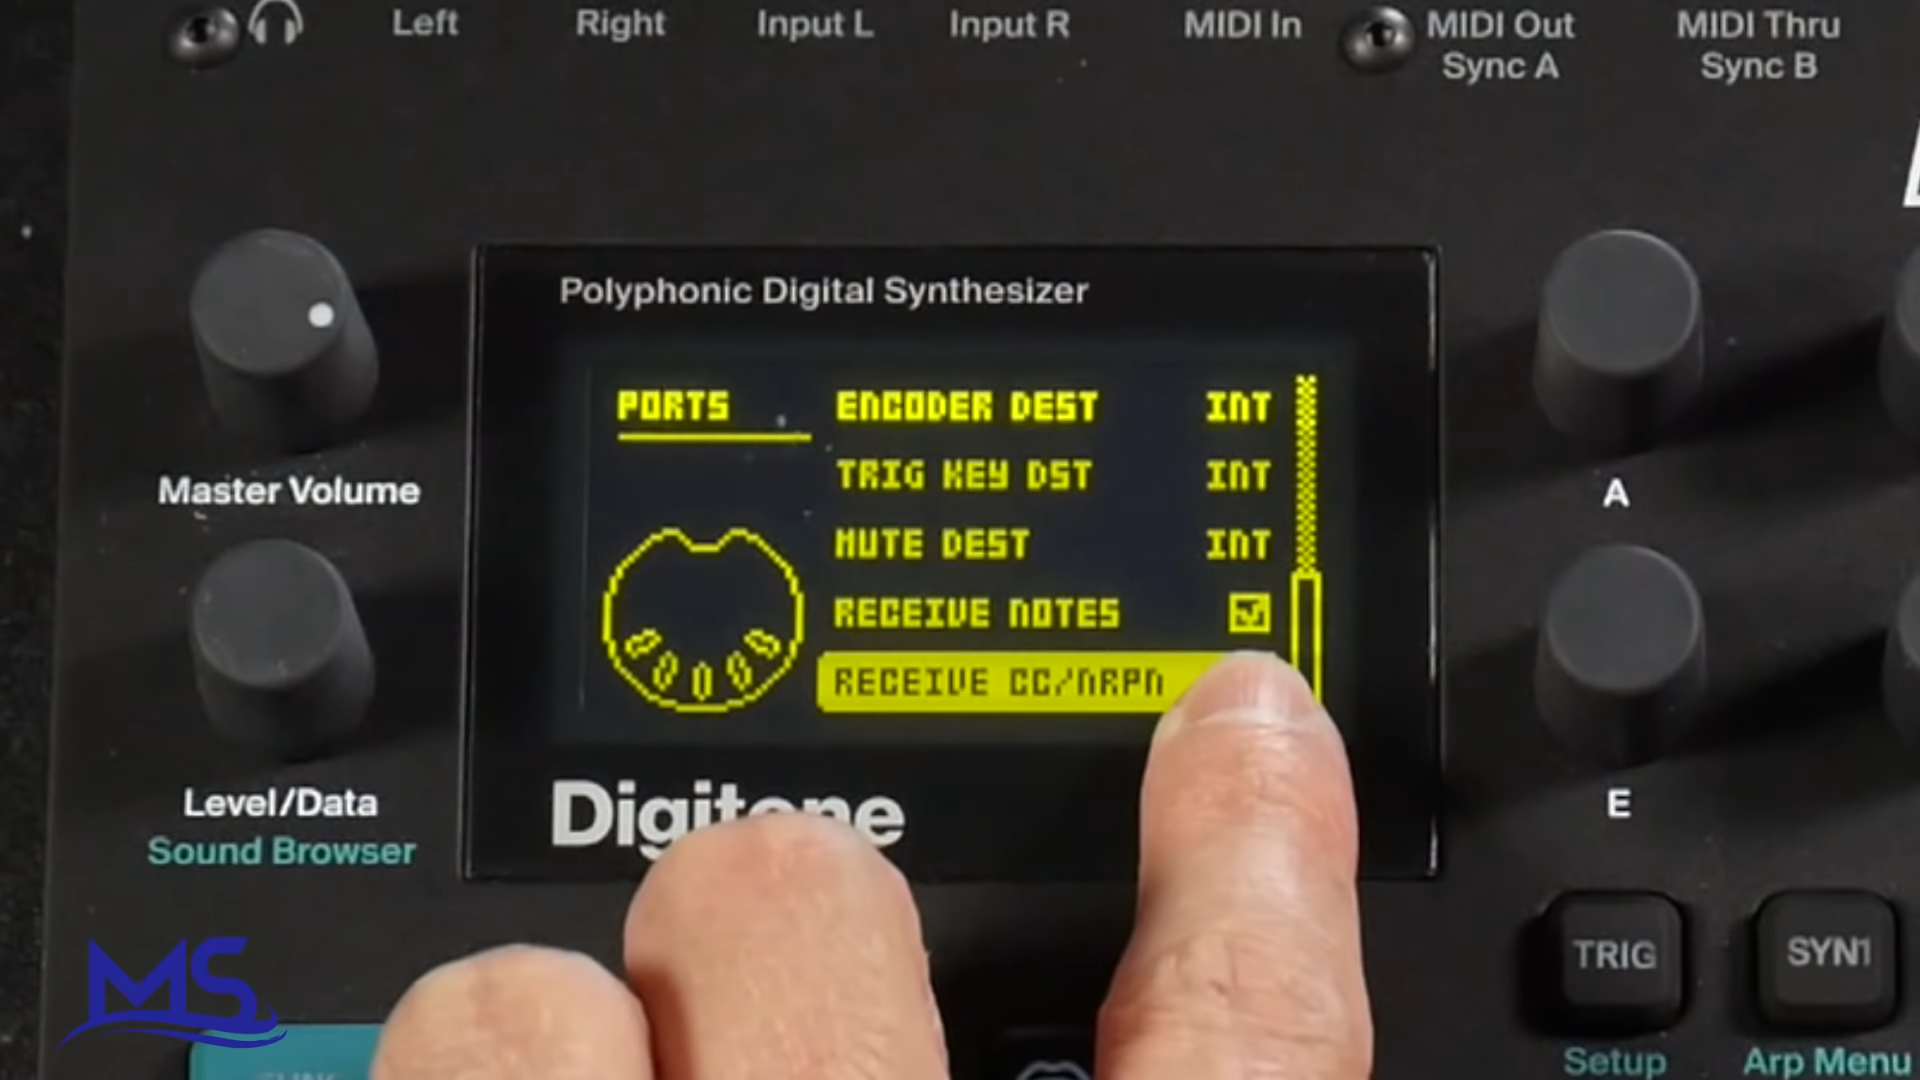 Left
Right
Input L
Input R
MIDI In
MIDI Out
Sync A
MIDI Thru
Sync B
Polyphonic Digital Synthesizer
PORTS
ENCODER DEST INT
TRIG KEY DST INT
MUTE DEST INT
RECEIVE NOTES
RECEIVE CC/NRPN
Master Volume
Level/Data
Sound Browser
A
E
Digitone
TRIG
SYN1
Setup
Arp Menu
MS